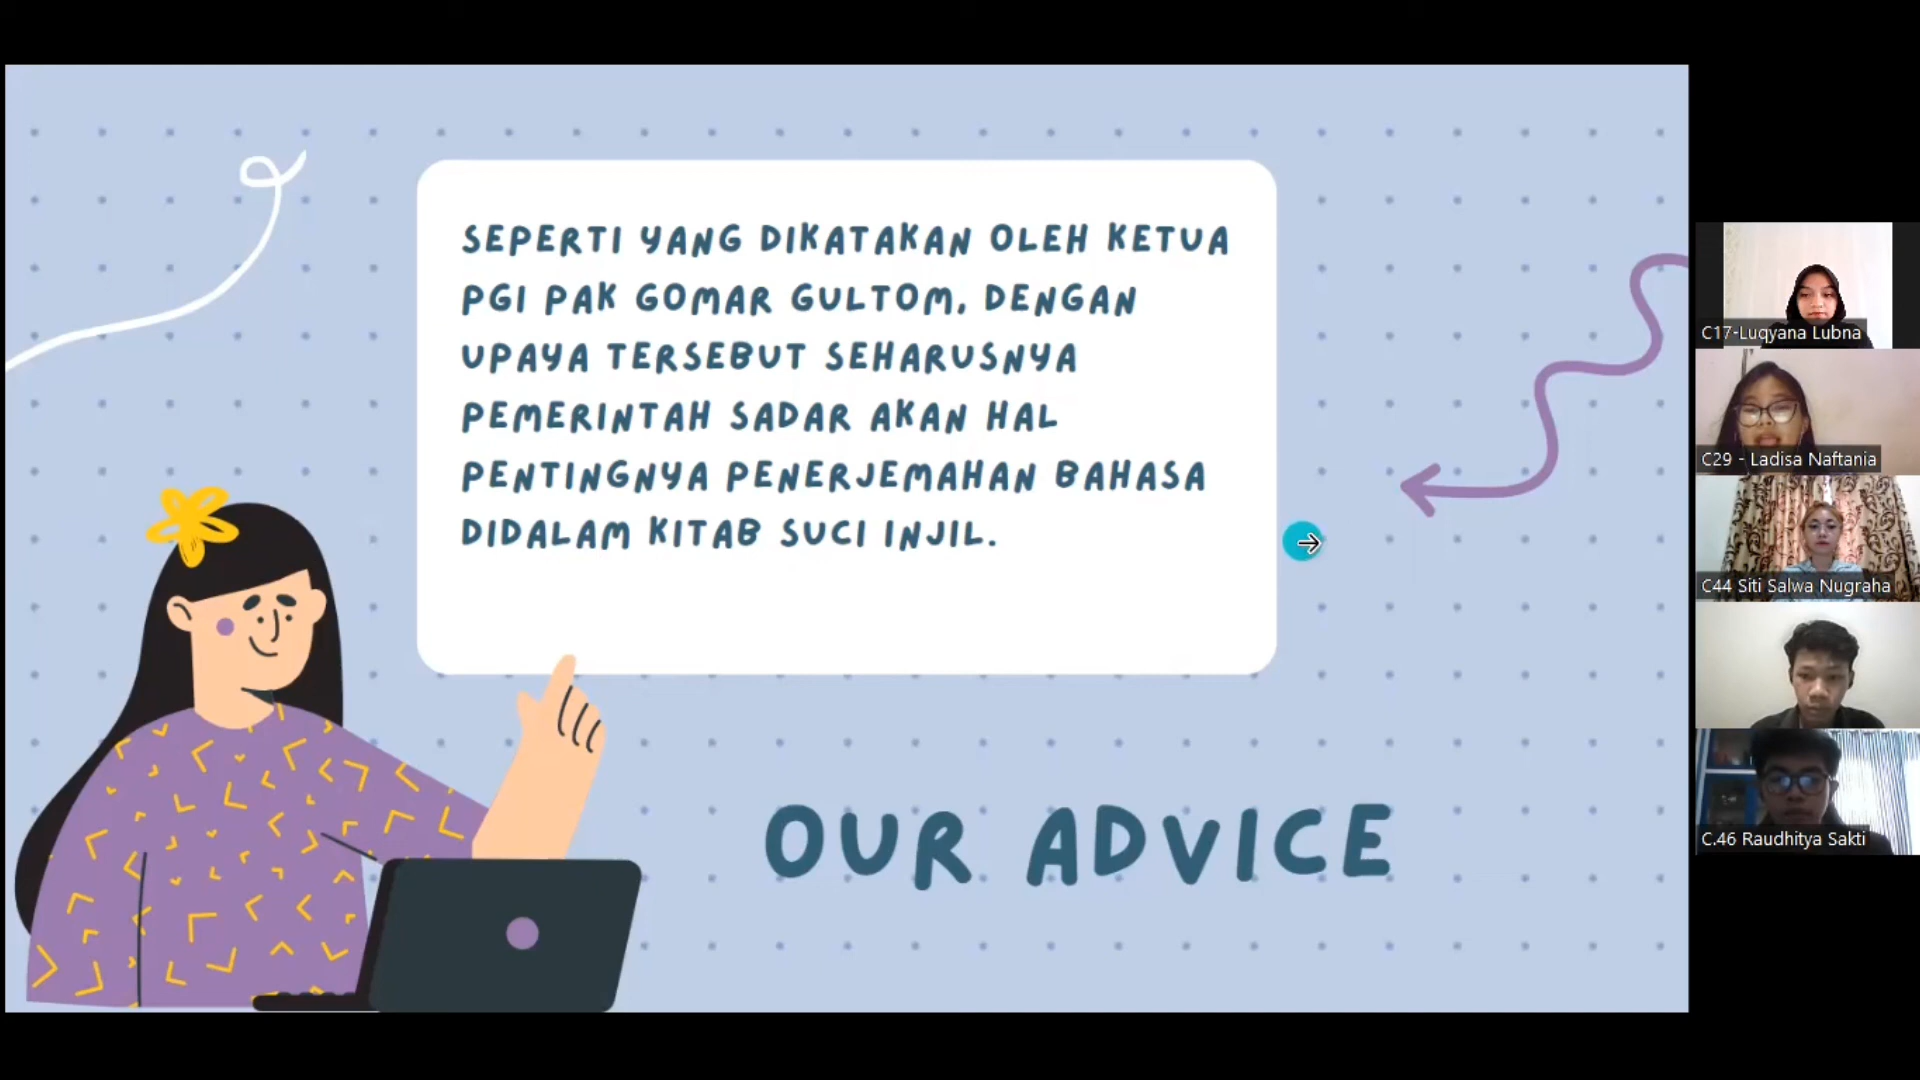 SEPERTI YANG DIKATAKAN OLEH KETUA
PGI PAK GOMAR GULTOM, DENGAN
UPAYA TERSEBUT SEHARUSNYA
PEMERINTAH SADAR AKAN HAL
PENTINGNYA PENERJEMAHAN BAHASA
DIDALAM KITAB SUCI INJIL.
OUR ADVICE
C17-Luqyana Lubna
C29 - Ladisa Naftania
C44 Siti Salwa Nugraha
C.46 Raudhitya Sakti